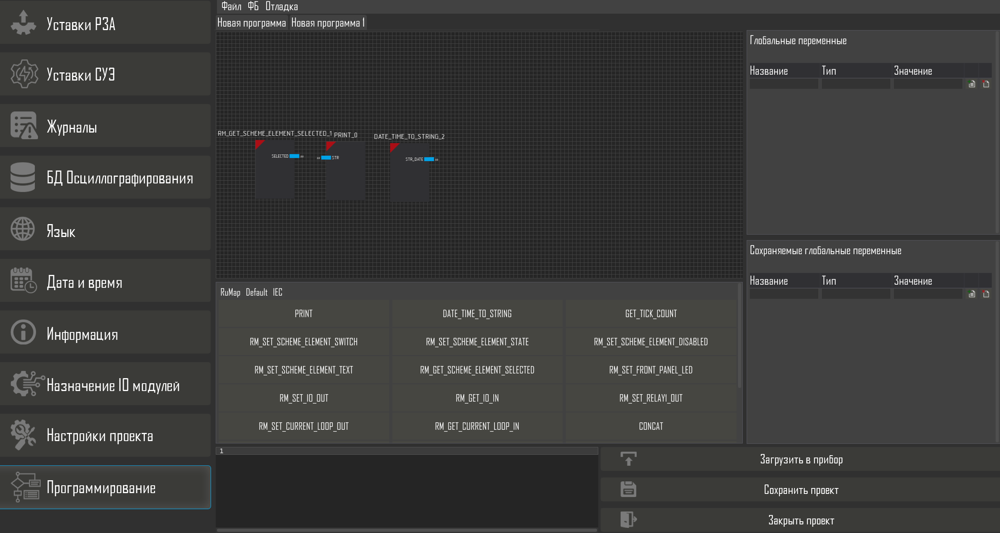 Уставки РЗА
Уставки СУЭ
Журналы
БД Осциллографирования
Язык
Дата и время
Информация
Назначение IO модулей
Настройки проекта
Программирование
Файл ФБ Отладка
Новая программа Новая программа 1
RM_GET_SCHEME_ELEMENT_SELECTED_1 PRINT_0 DATE_TIME_TO_STRING_2
SELECTED ## ## STR STR_DATE ##
RuMap Default IEC
PRINT DATE_TIME_TO_STRING GET_TICK_COUNT
RM_SET_SCHEME_ELEMENT_SWITCH RM_SET_SCHEME_ELEMENT_STATE RM_SET_SCHEME_ELEMENT_DISABLED
RM_SET_SCHEME_ELEMENT_TEXT RM_GET_SCHEME_ELEMENT_SELECTED RM_SET_FRONT_PANEL_LED
RM_SET_IO_OUT RM_GET_IO_IN RM_SET_RELAY1_OUT
RM_SET_CURRENT_LOOP_OUT RM_GET_CURRENT_LOOP_IN CONCAT
1
Глобальные переменные
Название Тип Значение
Сохраняемые глобальные переменные
Название Тип Значение
Загрузить в прибор
Сохранить проект
Закрыть проект